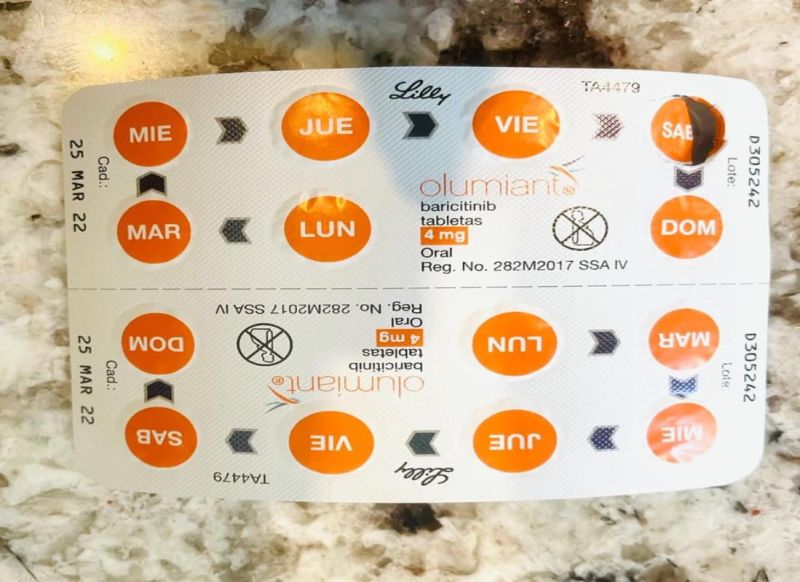 Lilly
TA4479
MIE
JUE
VIE
SAB
Cad.:
25 MAR 22
MAR
LUN
olumiant®
baricitinib
tabletas
4 mg
Oral
Reg. No. 282M2017 SSA IV
DOM
Lote:
D305242
MIE
JUE
VIE
SAB
Lilly
TA4479
MAR
LUN
olumiant®
baricitinib
tabletas
4 mg
Oral
Reg. No. 282M2017 SSA IV
DOM
Cad.:
25 MAR 22
Lote:
D305242